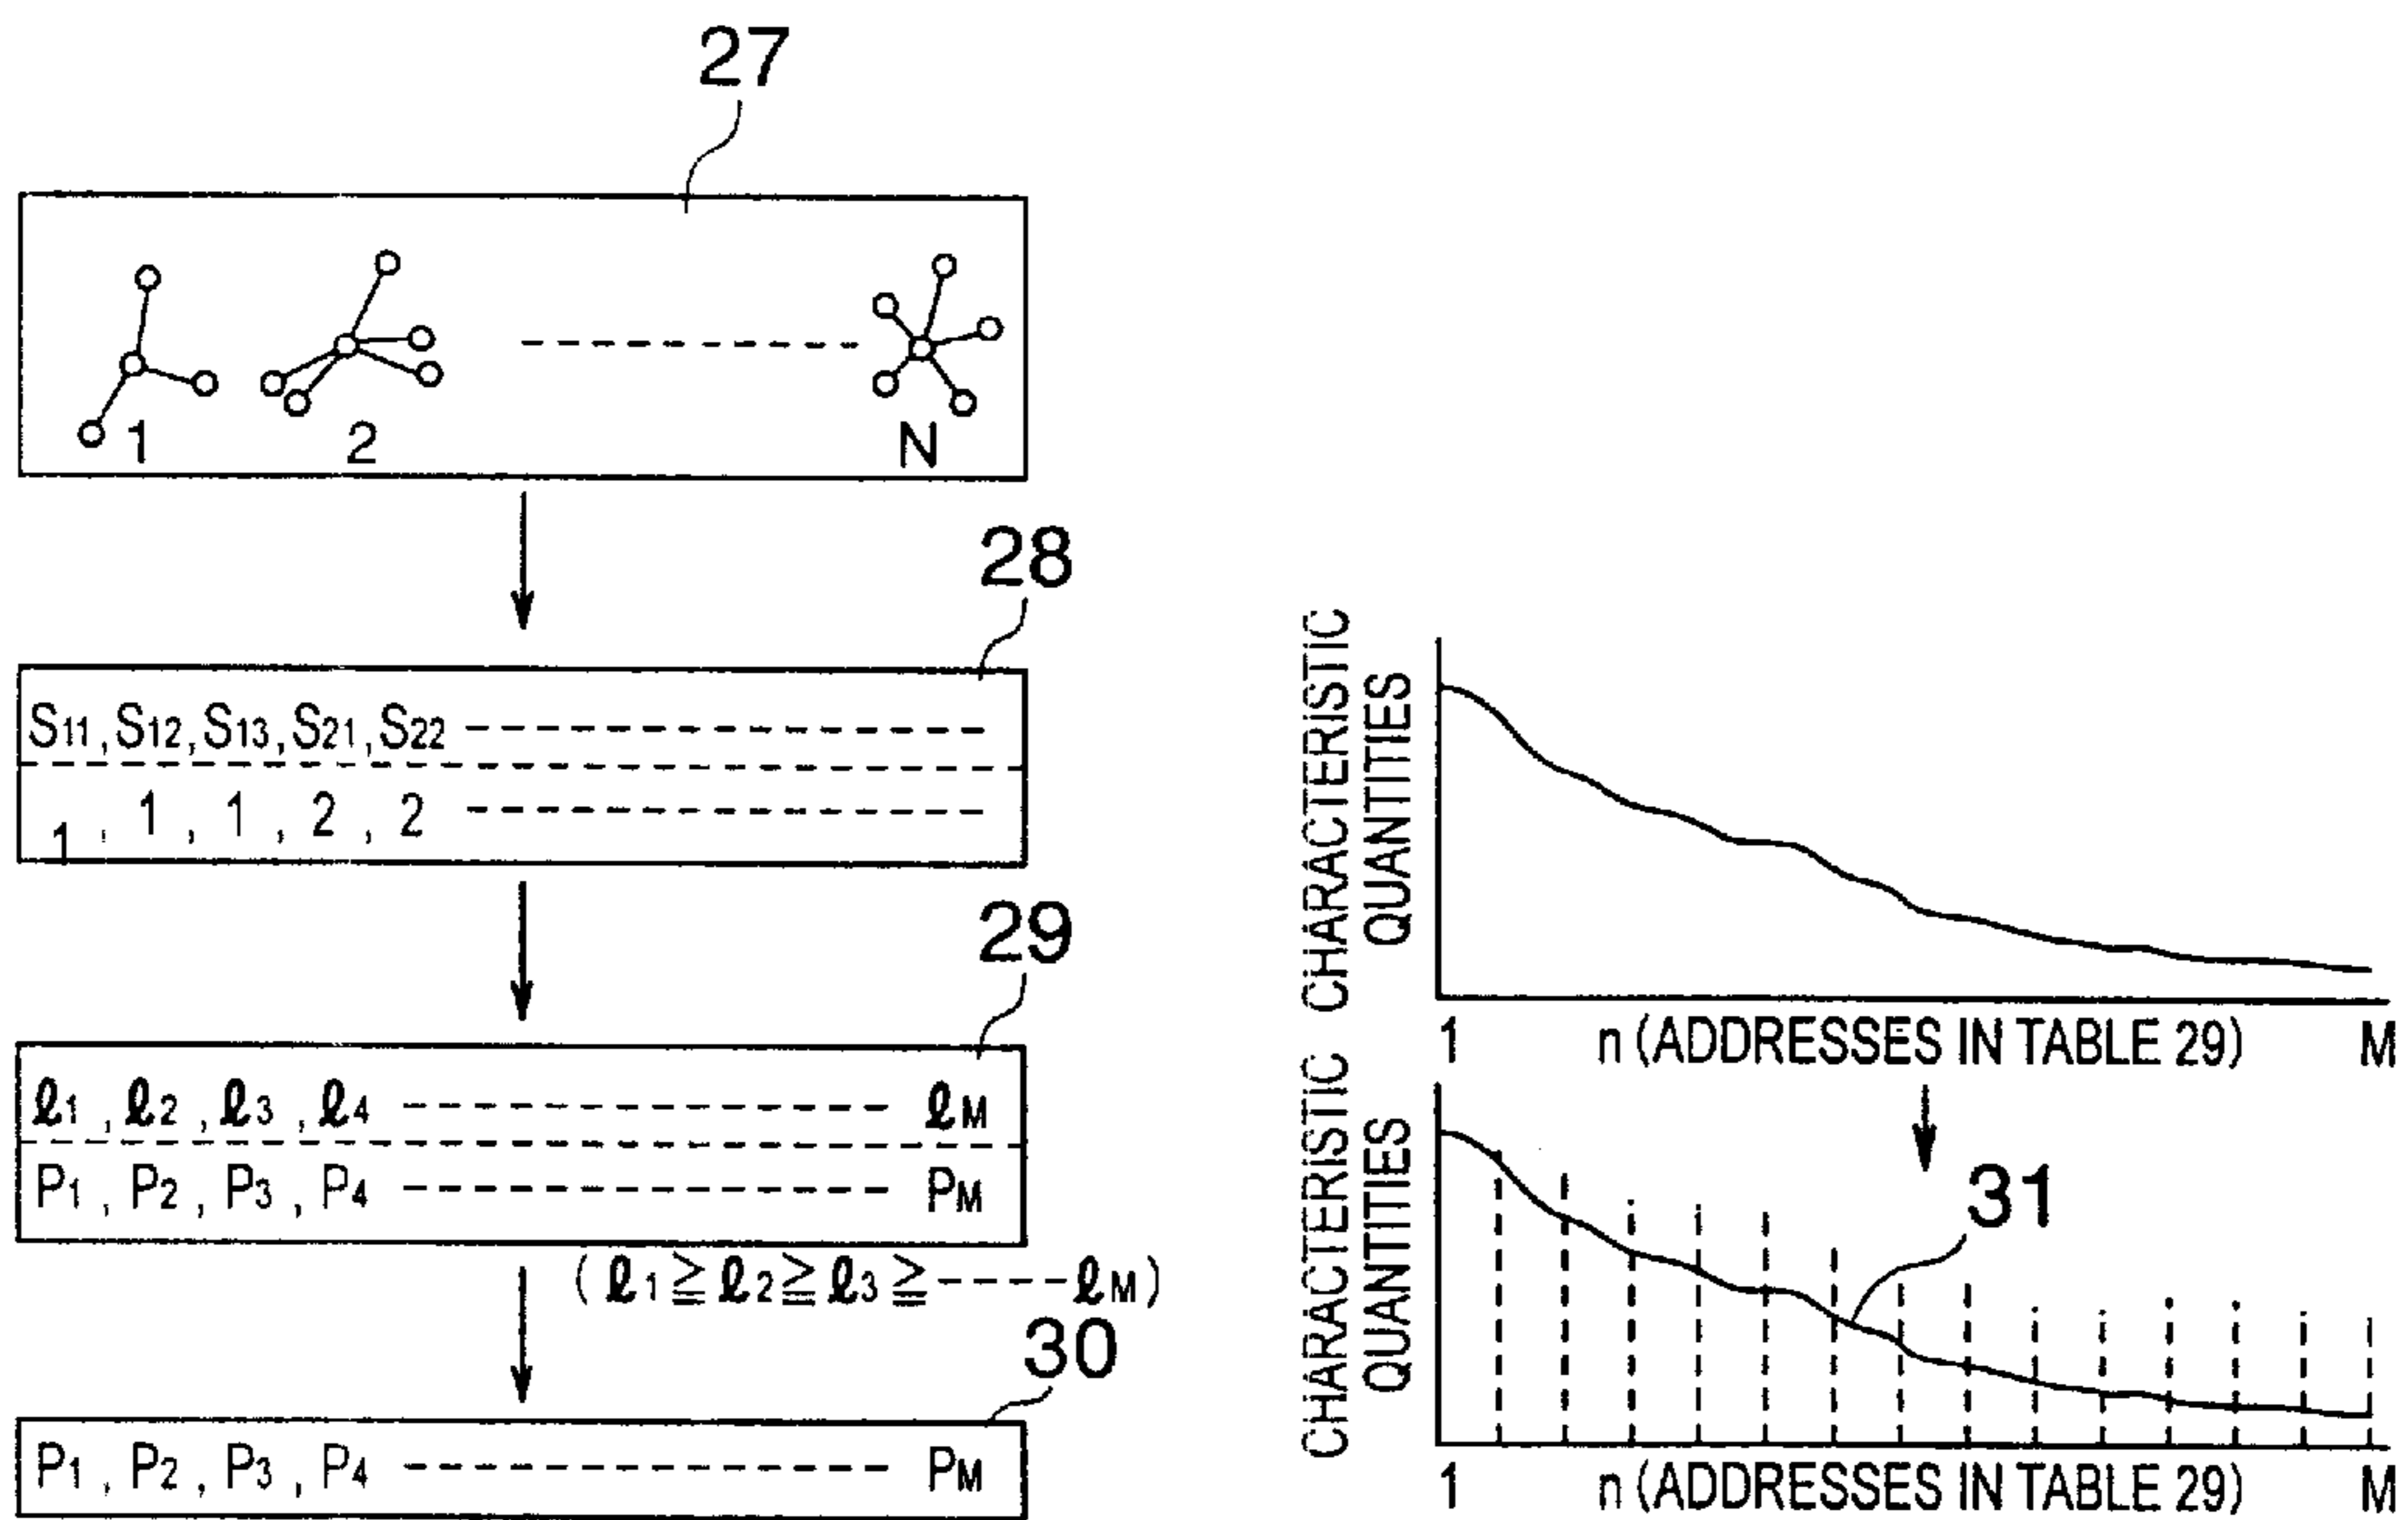 27
1 2 N
28
S11, S12, S13, S21, S22
1, 1, 1, 2, 2
29
ℓ1, ℓ2, ℓ3, ℓ4 ℓM
P1, P2, P3, P4 PM
(ℓ1 ≧ ℓ2 ≧ ℓ3 ≧ ----ℓM)
30
P1, P2, P3, P4 PM
CHARACTERISTIC
QUANTITIES
1 n (ADDRESSES IN TABLE 29) M
CHARACTERISTIC
QUANTITIES
31
1 n (ADDRESSES IN TABLE 29) M